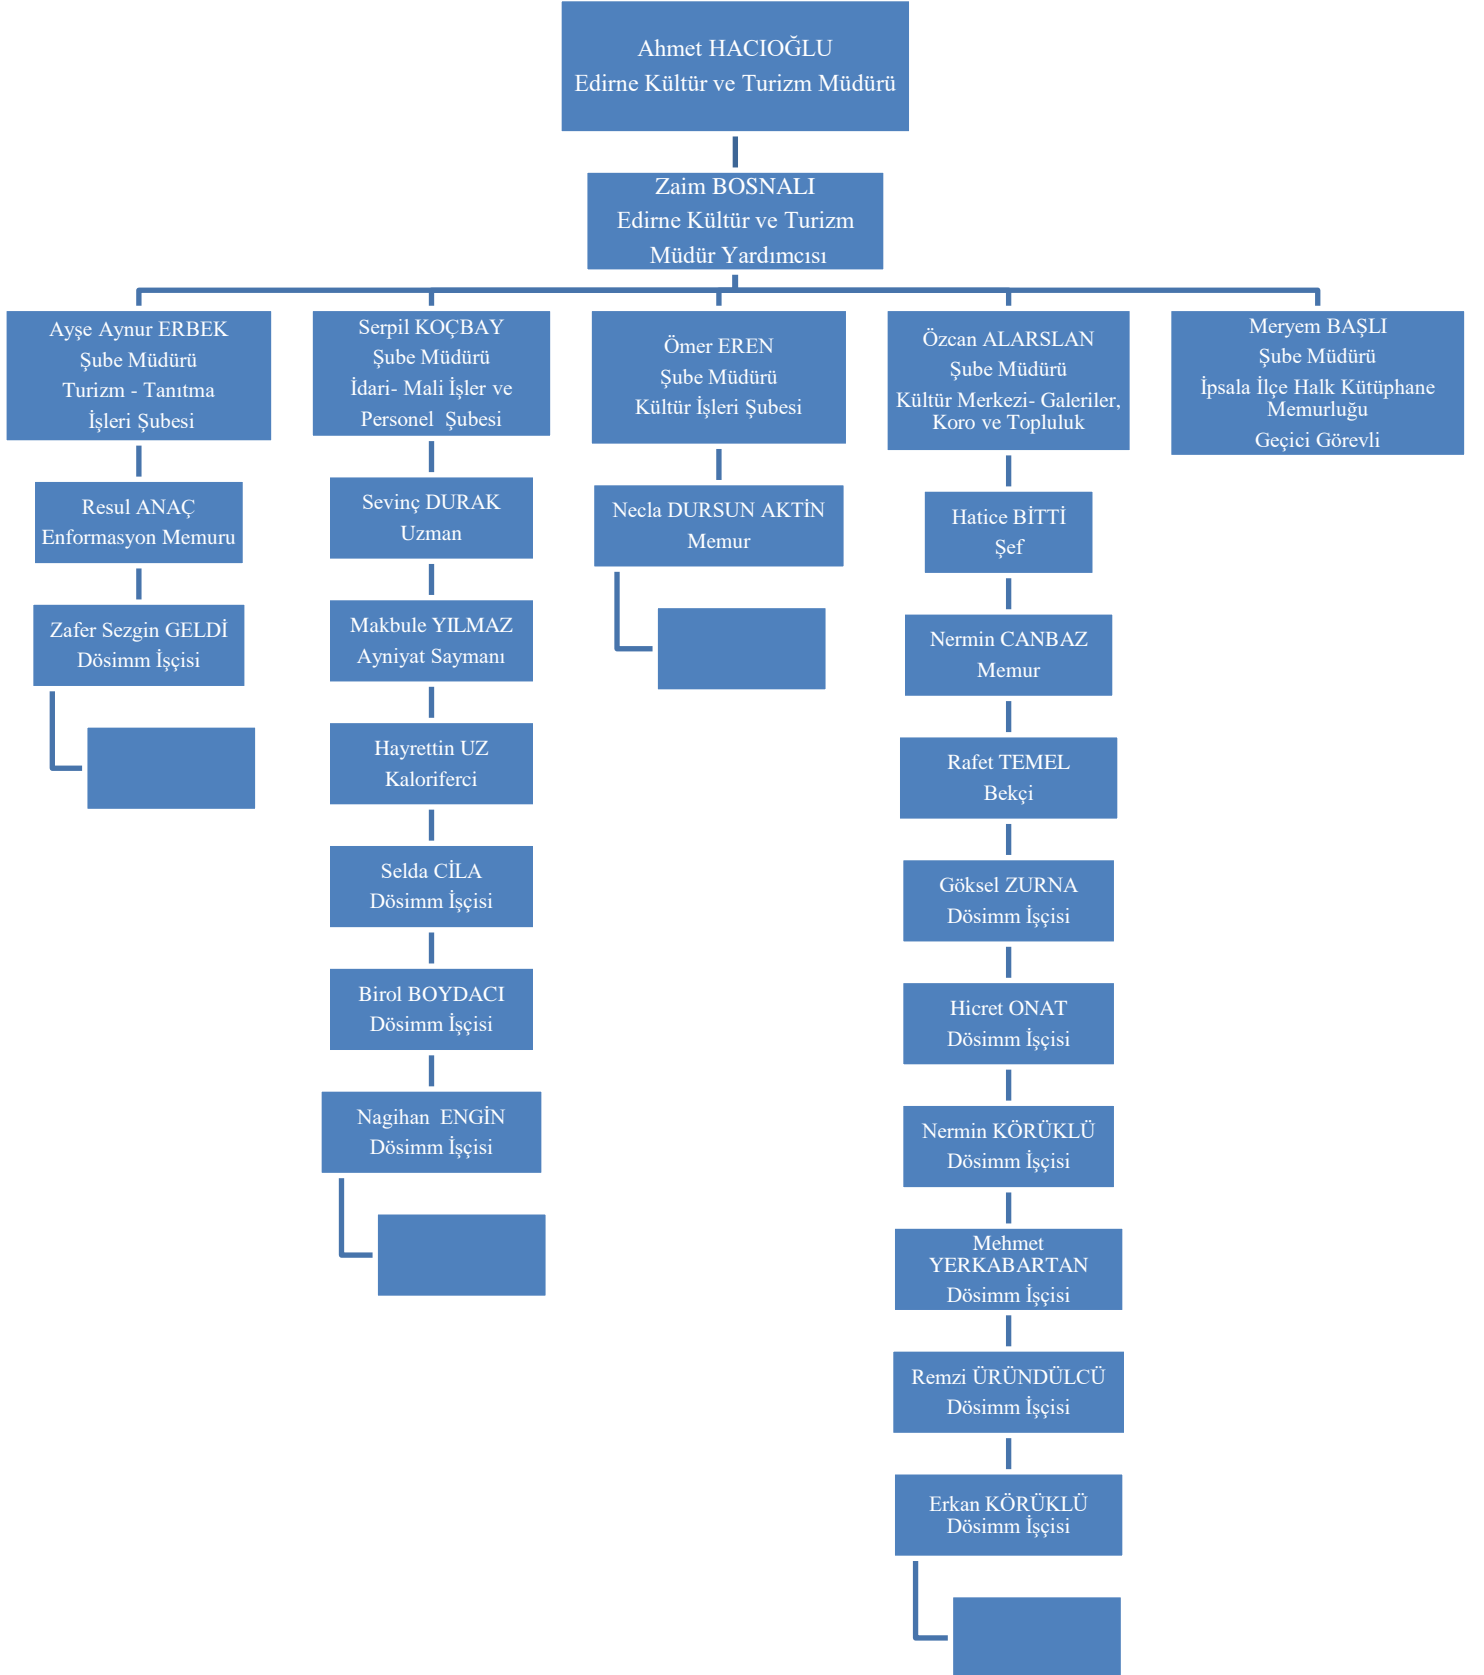 Ahmet HACIOĞLU
Edirne Kültür ve Turizm Müdürü
Zaim BOSNALI
Edirne Kültür ve Turizm
Müdür Yardımcısı
Ayşe Aynur ERBEK
Şube Müdürü
Turizm - Tanıtma
İşleri Şubesi
Resul ANAÇ
Enformasyon Memuru
Zafer Sezgin GELDİ
Dösimm İşçisi
Serpil KOÇBAY
Şube Müdürü
İdari- Mali İşler ve
Personel  Şubesi
Sevinç DURAK
Uzman
Makbule YILMAZ
Ayniyat Saymanı
Hayrettin UZ
Kaloriferci
Selda CİLA
Dösimm İşçisi
Birol BOYDACI
Dösimm İşçisi
Nagihan  ENGİN
Dösimm İşçisi
Ömer EREN
Şube Müdürü
Kültür İşleri Şubesi
Necla DURSUN AKTİN
Memur
Özcan ALARSLAN
Şube Müdürü
Kültür Merkezi- Galeriler,
Koro ve Topluluk
Hatice BİTTİ
Şef
Nermin CANBAZ
Memur
Rafet TEMEL
Bekçi
Göksel ZURNA
Dösimm İşçisi
Hicret ONAT
Dösimm İşçisi
Nermin KÖRÜKLÜ
Dösimm İşçisi
Mehmet
YERKABARTAN
Dösimm İşçisi
Remzi ÜRÜNDÜLCÜ
Dösimm İşçisi
Erkan KÖRÜKLÜ
Dösimm İşçisi
Meryem BAŞLI
Şube Müdürü
İpsala İlçe Halk Kütüphane
Memurluğu
Geçici Görevli